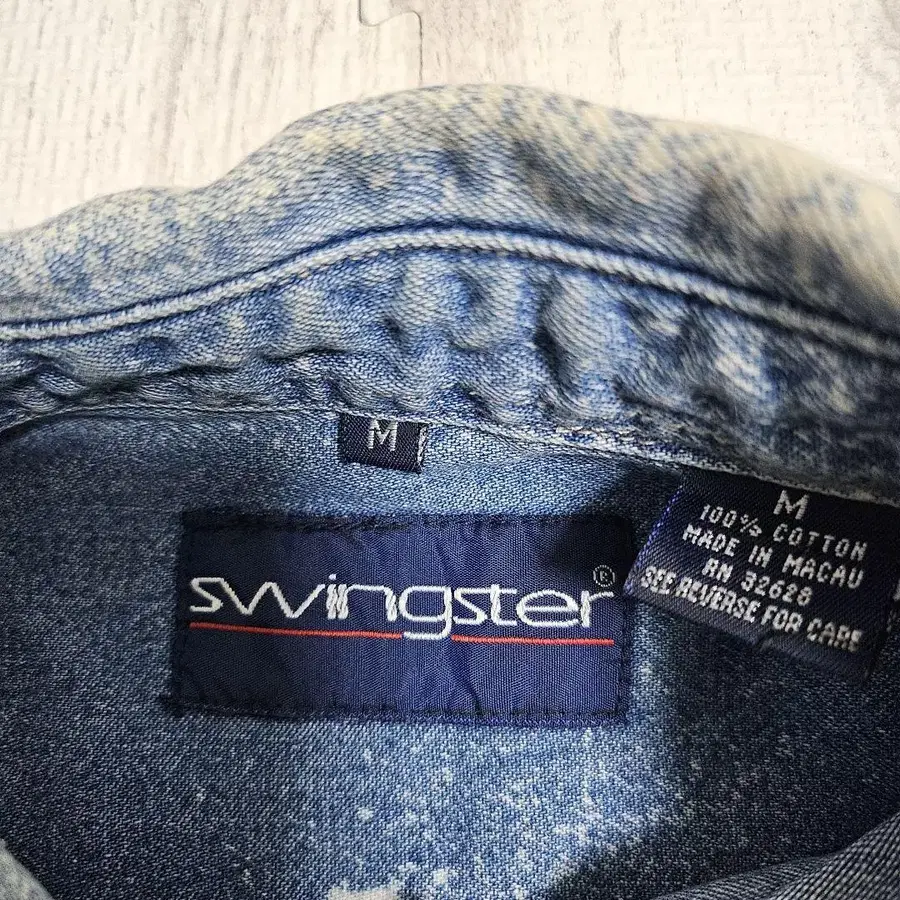 M
swingster®
M
100% COTTON
MADE IN MACAU
RN 32628
SEE REVERSE FOR CARE